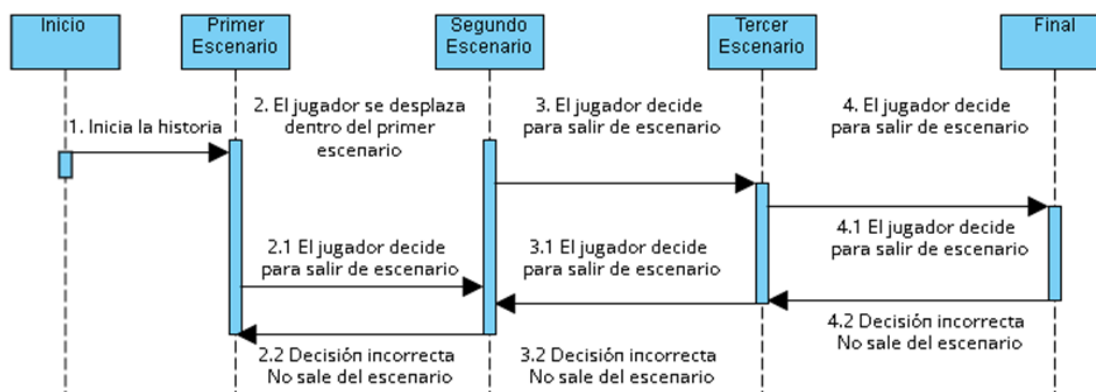 Inicio
Primer
Escenario
Segundo
Escenario
Tercer
Escenario
Final
1. Inicia la historia
2. El jugador se desplaza
dentro del primer
escenario
3. El jugador decide
para salir de escenario
4. El jugador decide
para salir de escenario
2.1 El jugador decide
para salir de escenario
3.1 El jugador decide
para salir de escenario
4.1 El jugador decide
para salir de escenario
2.2 Decisión incorrecta
No sale del escenario
3.2 Decisión incorrecta
No sale del escenario
4.2 Decisión incorrecta
No sale del escenario